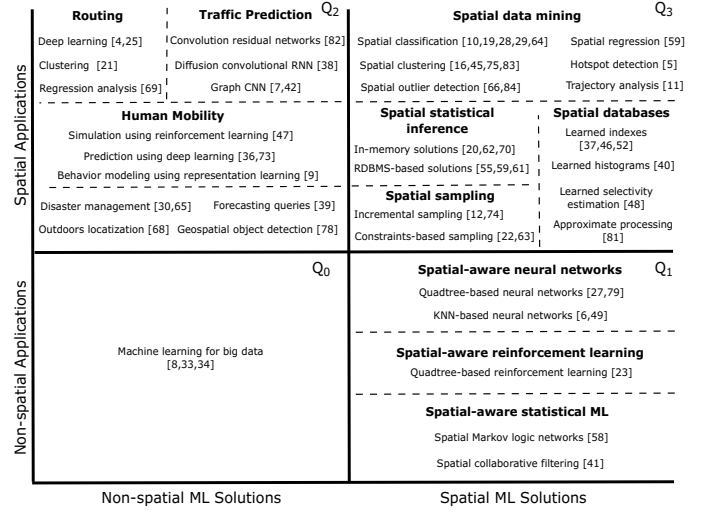 Routing
Traffic Prediction
Q2
Deep learning [4,25]
Convolution residual networks [82]
Clustering [21]
Diffusion convolutional RNN [38]
Regression analysis [69]
Graph CNN [7,42]
Human Mobility
Simulation using reinforcement learning [47]
Prediction using deep learning [36,73]
Behavior modeling using representation learning [9]
Disaster management [30,65]
Forecasting queries [39]
Outdoors locatization [68]
Geospatial object detection [78]
Spatial data mining
Q3
Spatial classification [10,19,28,29,64]
Spatial regression [59]
Spatial clustering [16,45,75,83]
Hotspot detection [5]
Spatial outlier detection [66,84]
Trajectory analysis [11]
Spatial statistical
inference
In-memory solutions [20,62,70]
RDBMS-based solutions [55,59,61]
Spatial sampling
Incremental sampling [12,74]
Constraints-based sampling [22,63]
Spatial databases
Learned indexes
[37,46,52]
Learned histograms [40]
Learned selectivity
estimation [48]
Approximate processing
[81]
Q0
Machine learning for big data
[8,33,34]
Spatial-aware neural networks
Q1
Quadtree-based neural networks [27,79]
KNN-based neural networks [6,49]
Spatial-aware reinforcement learning
Quadtree-based reinforcement learning [23]
Spatial-aware statistical ML
Spatial Markov logic networks [58]
Spatial collaborative filtering [41]
Spatial Applications
Non-spatial Applications
Non-spatial ML Solutions
Spatial ML Solutions